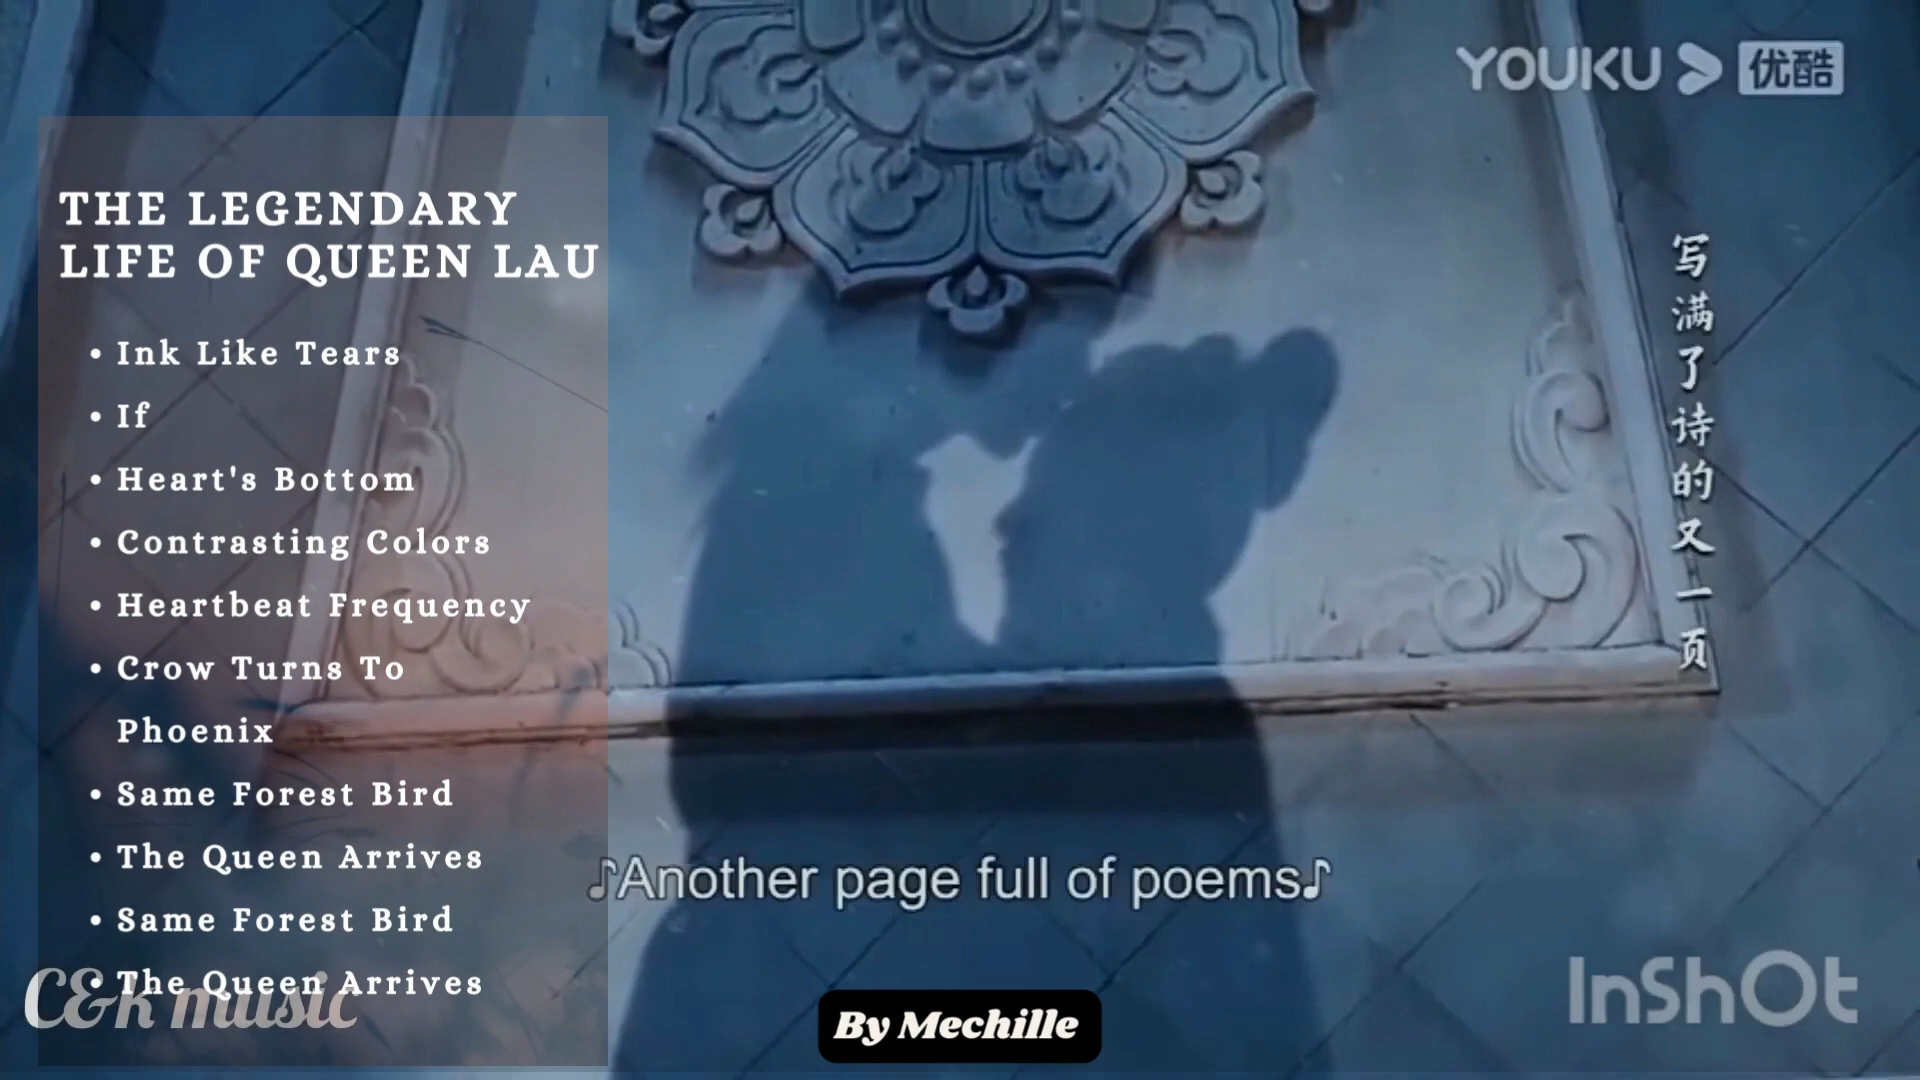 YOUKU 优酷
THE LEGENDARY
LIFE OF QUEEN LAU
• Ink Like Tears
• If
• Heart's Bottom
• Contrasting Colors
• Heartbeat Frequency
• Crow Turns To
Phoenix
• Same Forest Bird
• The Queen Arrives
• Same Forest Bird
• The Queen Arrives
C&k music
写满了诗的又一页
♪Another page full of poems♪
By Mechille
InShOt